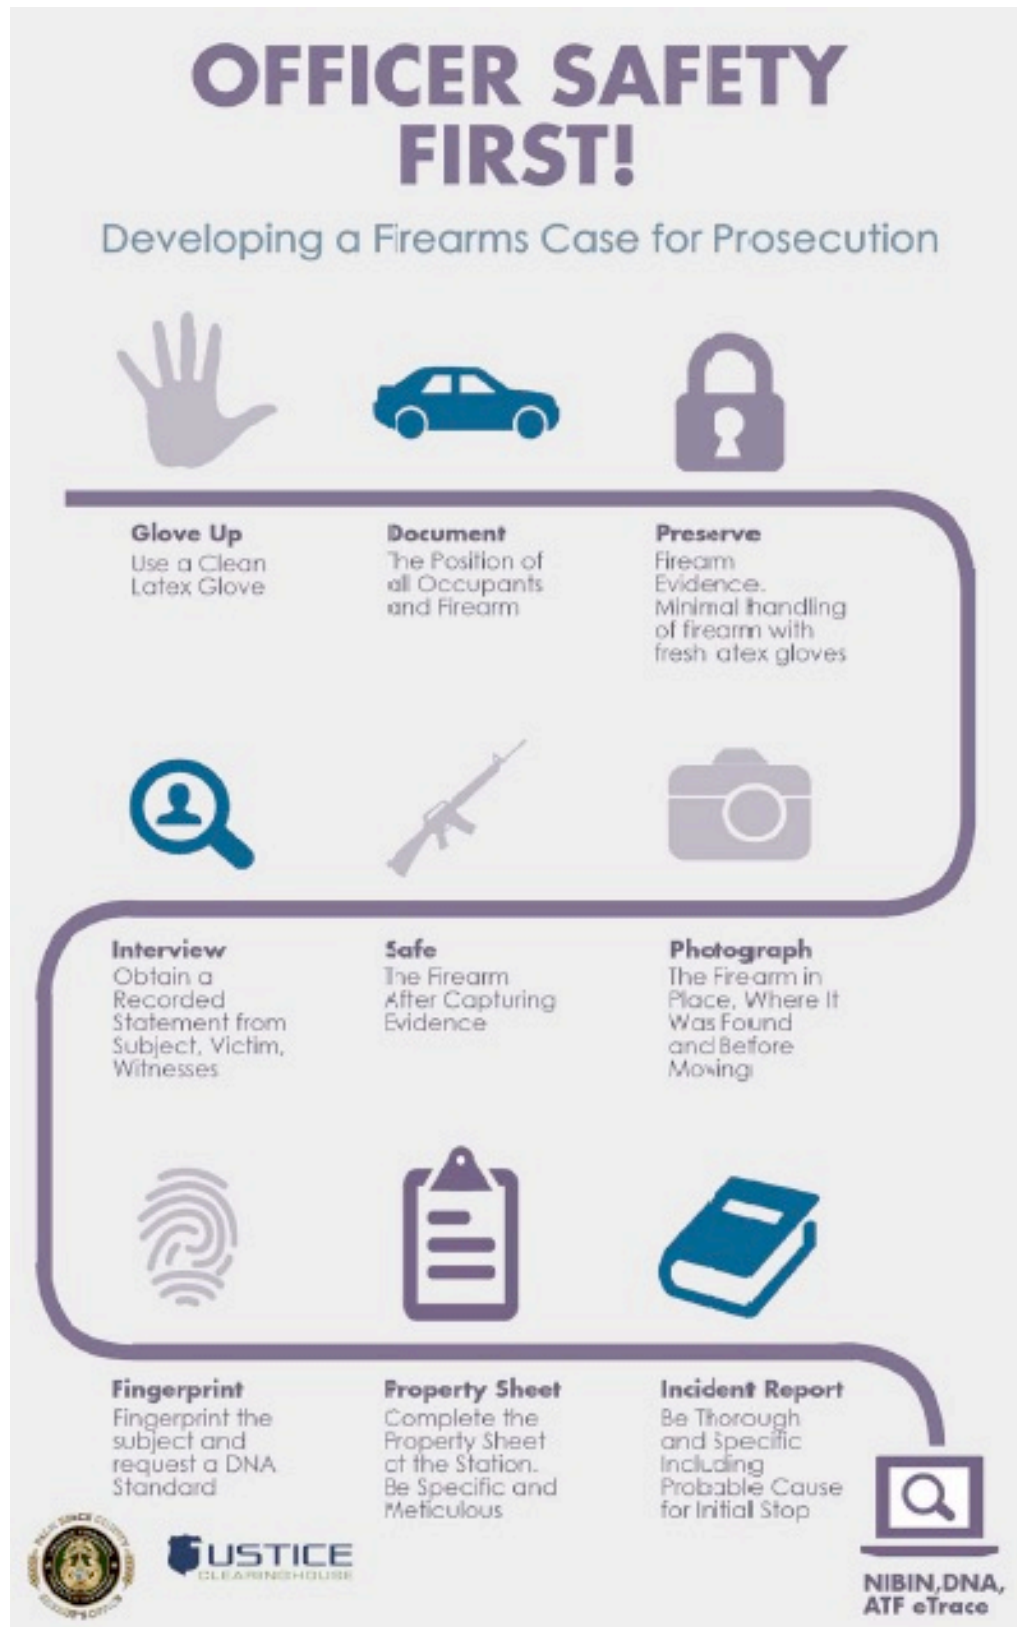 OFFICER SAFETY
FIRST!
Developing a Firearms Case for Prosecution
Glove Up
Use a Clean
Latex Glove
Document
The Position of
all Occupants
and Firearm
Preserve
Firearm
Evidence.
Minimal handling
of firearm with
fresh latex gloves
Photograph
The Firearm in
Place, Where It
Was Found
and Before
Moving
Safe
The Firearm
After Capturing
Evidence
Interview
Obtain a
Recorded
Statement from
Subject, Victim,
Witnesses
Fingerprint
Fingerprint the
subject and
request a DNA
Standard
Property Sheet
Complete the
Property Sheet
at the Station.
Be Specific and
Meticulous
Incident Report
Be Thorough
and Specific
Including
Probable Cause
for Initial Stop
NIBIN,DNA,
ATF eTrace
PALM BEACH COUNTY
SHERIFF'S OFFICE
JUSTICE
CLEARINGHOUSE